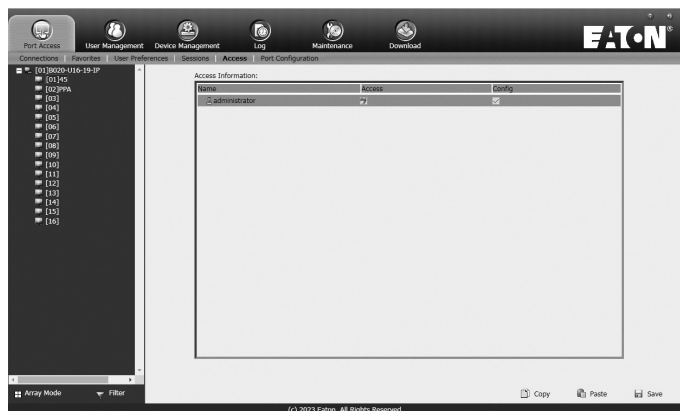 EATON®
Port Access User Management Device Management Log Maintenance Download
Connections | Favorites | User Preferences | Sessions | Access | Port Configuration
[01]B020-U16-19-IP
[01]45
[02]PPA
[03]
[04]
[05]
[06]
[07]
[08]
[09]
[10]
[11]
[12]
[13]
[14]
[15]
[16]
Access Information:
Name Access Config
administrator
Array Mode Filter
Copy Paste Save
(c) 2023 Eaton. All Rights Reserved